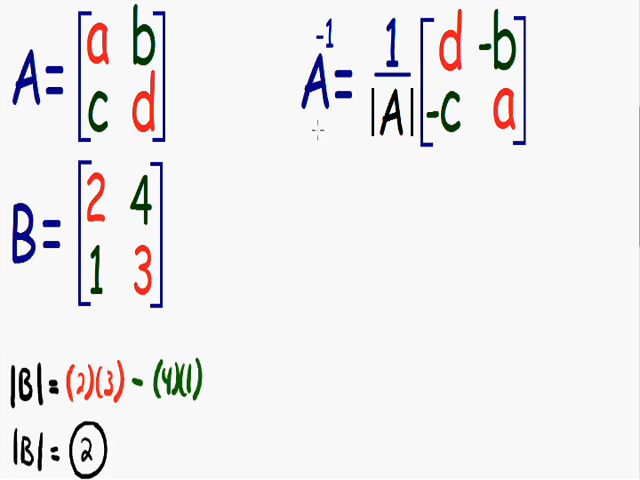 A = [a b
c d]
A⁻¹ = 1/|A| [d -b
-c a]
B = [2 4
1 3]
|B| = (2)(3) - (4)(1)
|B| = 2